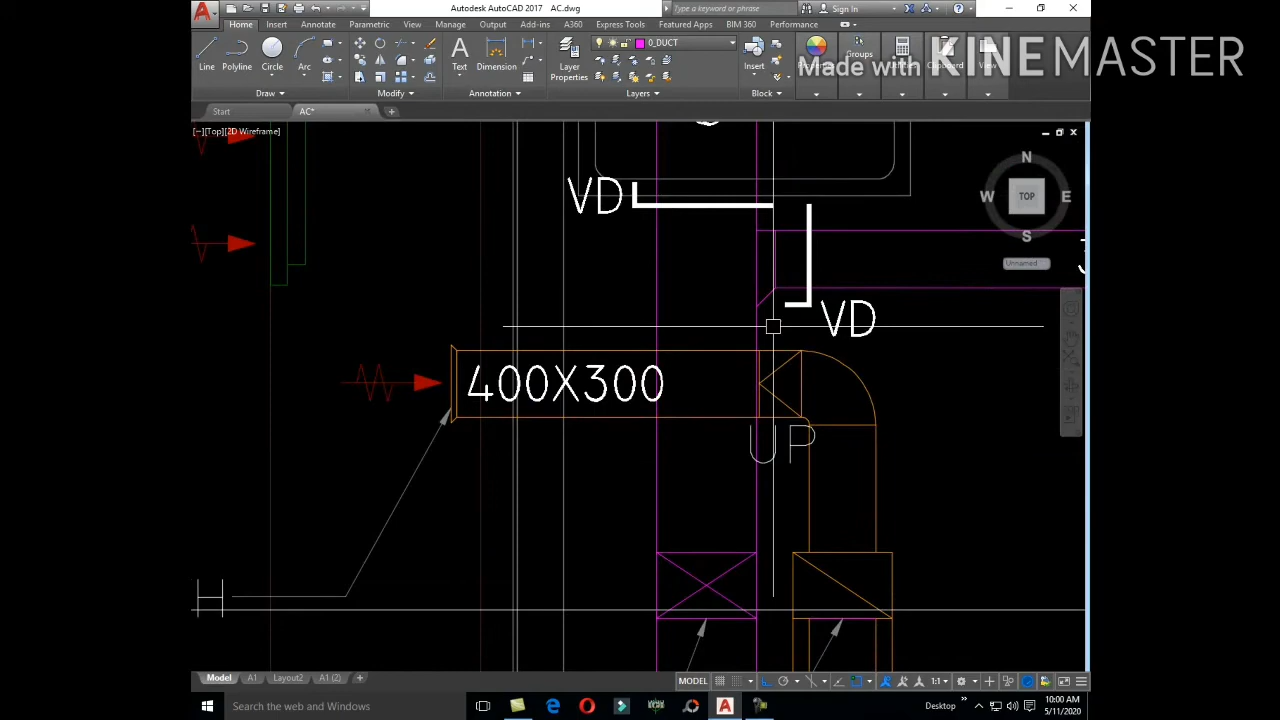 Autodesk AutoCAD 2017 AC.dwg
Type a keyword or phrase
Sign In
Home Insert Annotate Parametric View Manage Output Add-ins A360 Express Tools Featured Apps BIM 360 Performance
Line Polyline Circle Arc
Text Dimension
Layer Properties
0_DUCT
Insert
Groups
Made with KINEMASTER
Draw Modify Annotation Layers Block
Start AC*
[−][Top][2D Wireframe]
N
W TOP E
S
Unnamed
VD
VD
400X300
UP
H
Model A1 Layout2 A1 (2)
MODEL 1:1
Search the web and Windows
Desktop
10:00 AM
5/11/2020